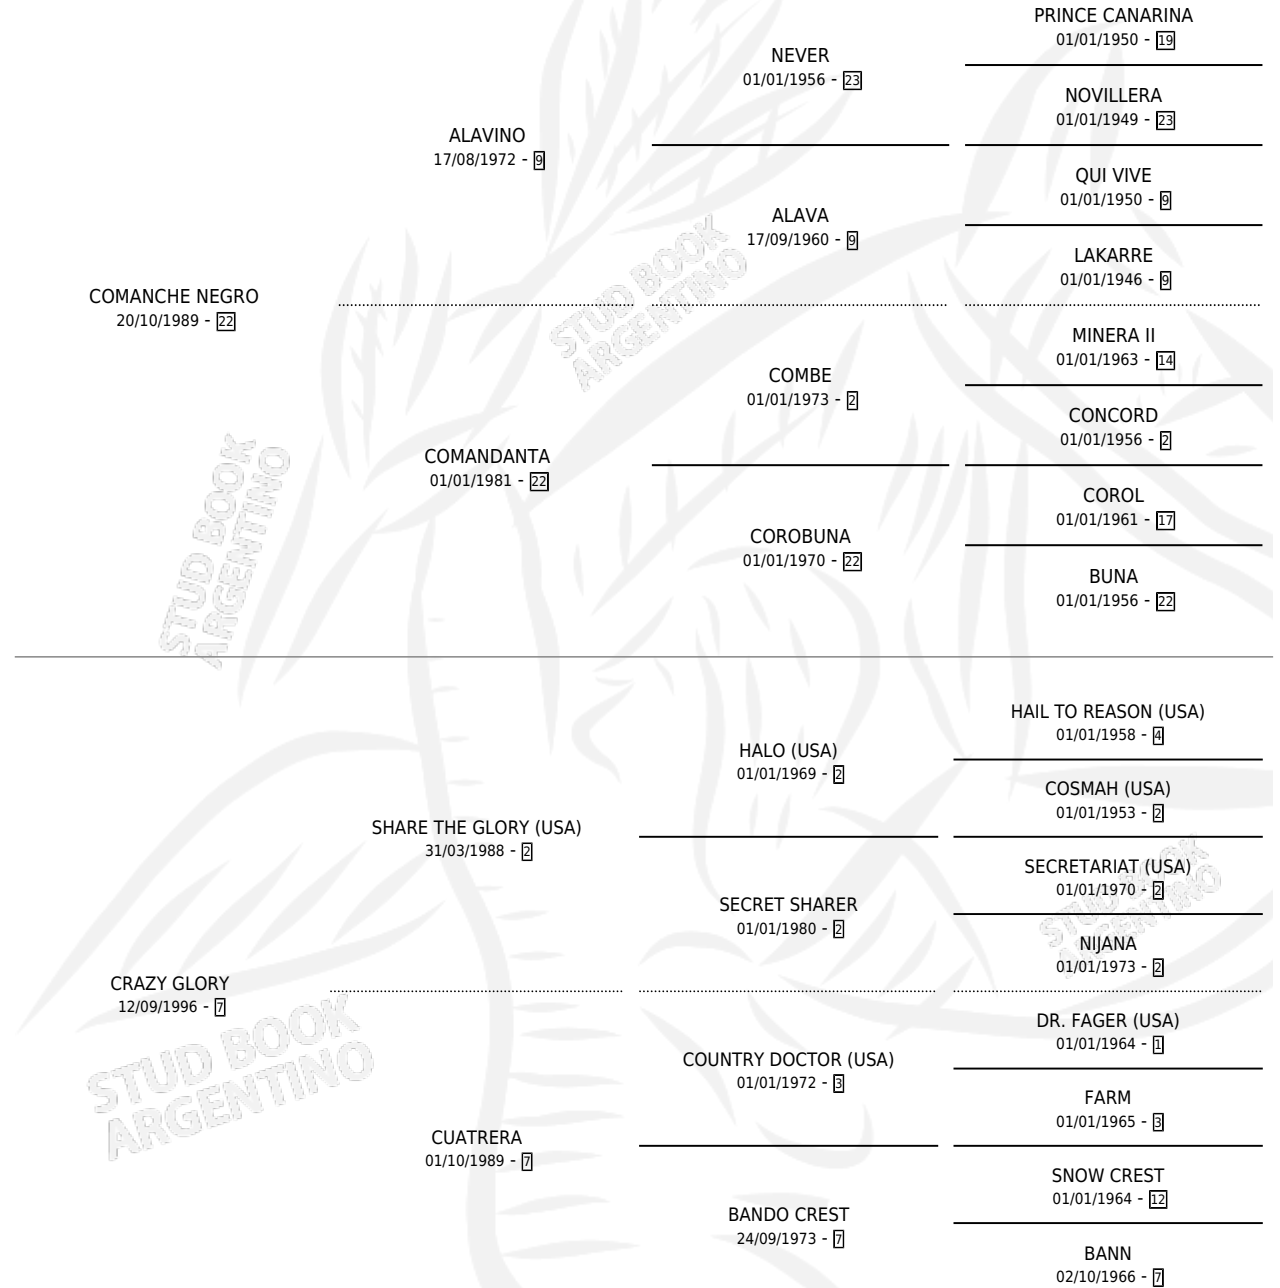 PRINCE CANARINA
01/01/1950 - 19
NEVER
01/01/1956 - 23
NOVILLERA
01/01/1949 - 23
ALAVINO
17/08/1972 - 9
QUI VIVE
01/01/1950 - 9
ALAVA
17/09/1960 - 9
LAKARRE
01/01/1946 - 9
COMANCHE NEGRO
20/10/1989 - 22
MINERA II
01/01/1963 - 14
COMBE
01/01/1973 - 2
CONCORD
01/01/1956 - 2
COMANDANTA
01/01/1981 - 22
COROL
01/01/1961 - 17
COROBUNA
01/01/1970 - 22
BUNA
01/01/1956 - 22
HAIL TO REASON (USA)
01/01/1958 - 4
HALO (USA)
01/01/1969 - 2
COSMAH (USA)
01/01/1953 - 2
SHARE THE GLORY (USA)
31/03/1988 - 2
SECRETARIAT (USA)
01/01/1970 - 2
SECRET SHARER
01/01/1980 - 2
NIJANA
01/01/1973 - 2
CRAZY GLORY
12/09/1996 - 7
DR. FAGER (USA)
01/01/1964 - 1
COUNTRY DOCTOR (USA)
01/01/1972 - 3
FARM
01/01/1965 - 3
CUATRERA
01/10/1989 - 7
SNOW CREST
01/01/1964 - 12
BANDO CREST
24/09/1973 - 7
BANN
02/10/1966 - 7
STUD BOOK
ARGENTINO
STUD BOOK
ARGENTINO
STUD BOOK
ARGENTINO
STUD BOOK
ARGENTINO